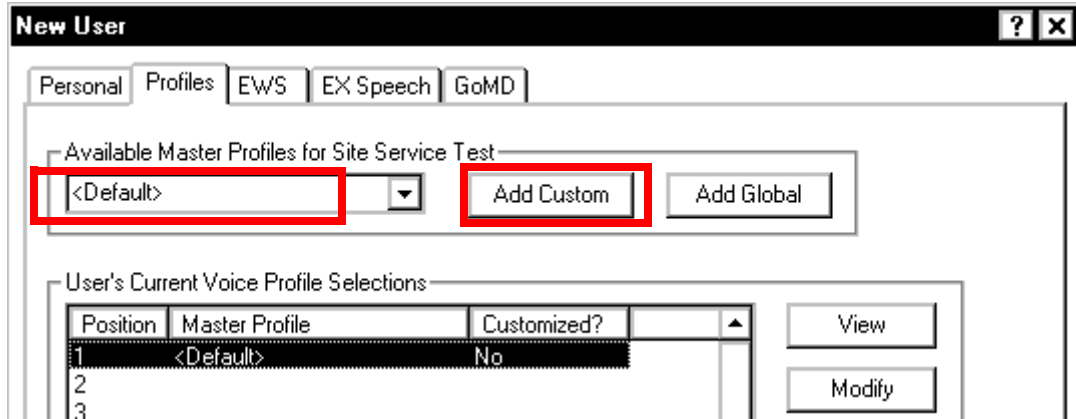 New User ? X
Personal Profiles EWS EX Speech GoMD
Available Master Profiles for Site Service Test
<Default> Add Custom Add Global
User's Current Voice Profile Selections
Position Master Profile Customized? View
1 <Default> No
2 Modify
3